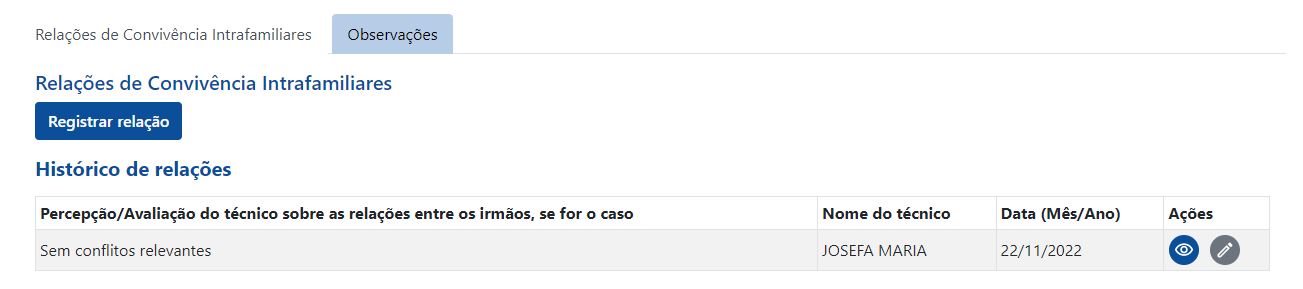 Relações de Convivência Intrafamiliares Observações
Relações de Convivência Intrafamiliares
Registrar relação
Histórico de relações
Percepção/Avaliação do técnico sobre as relações entre os irmãos, se for o caso Nome do técnico Data (Mês/Ano) Ações
Sem conflitos relevantes JOSEFA MARIA 22/11/2022